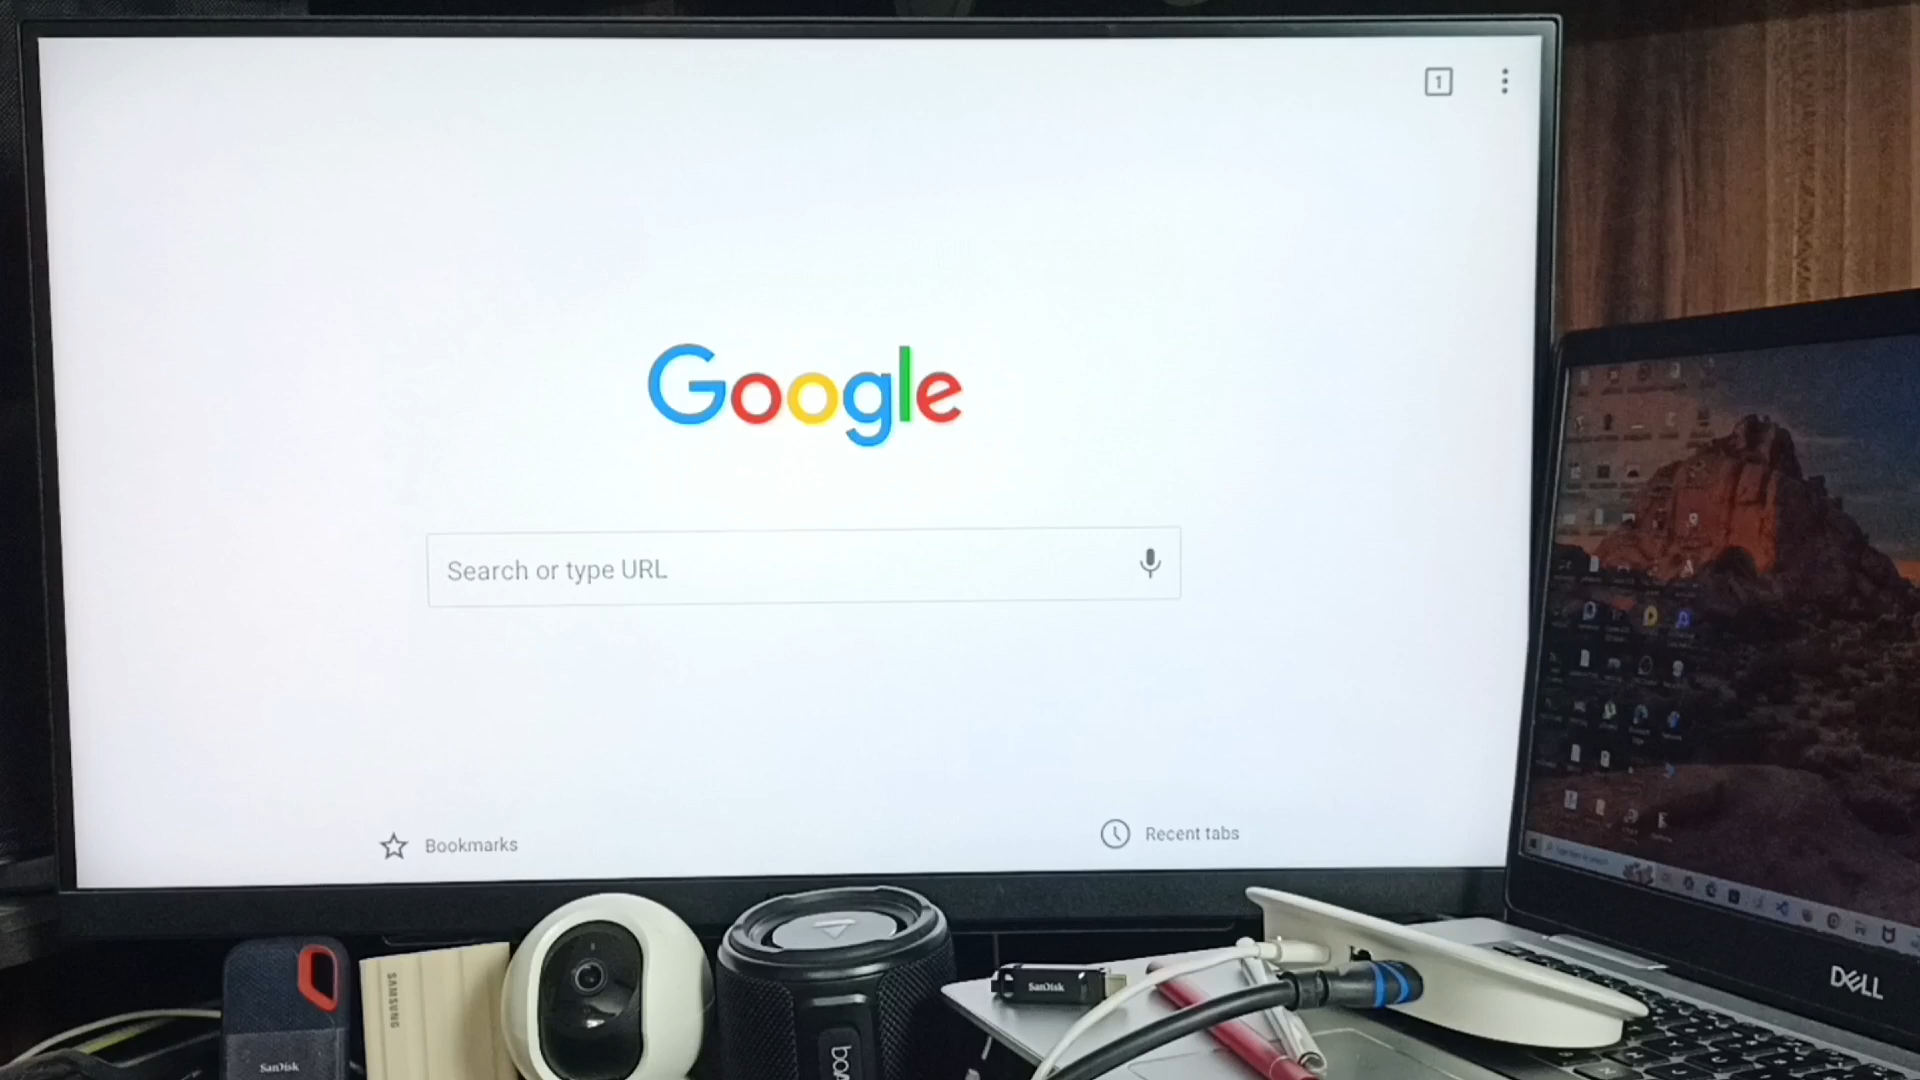 1
Google
Search or type URL
Bookmarks
Recent tabs
SAMSUNG
SanDisk
SanDisk
DELL